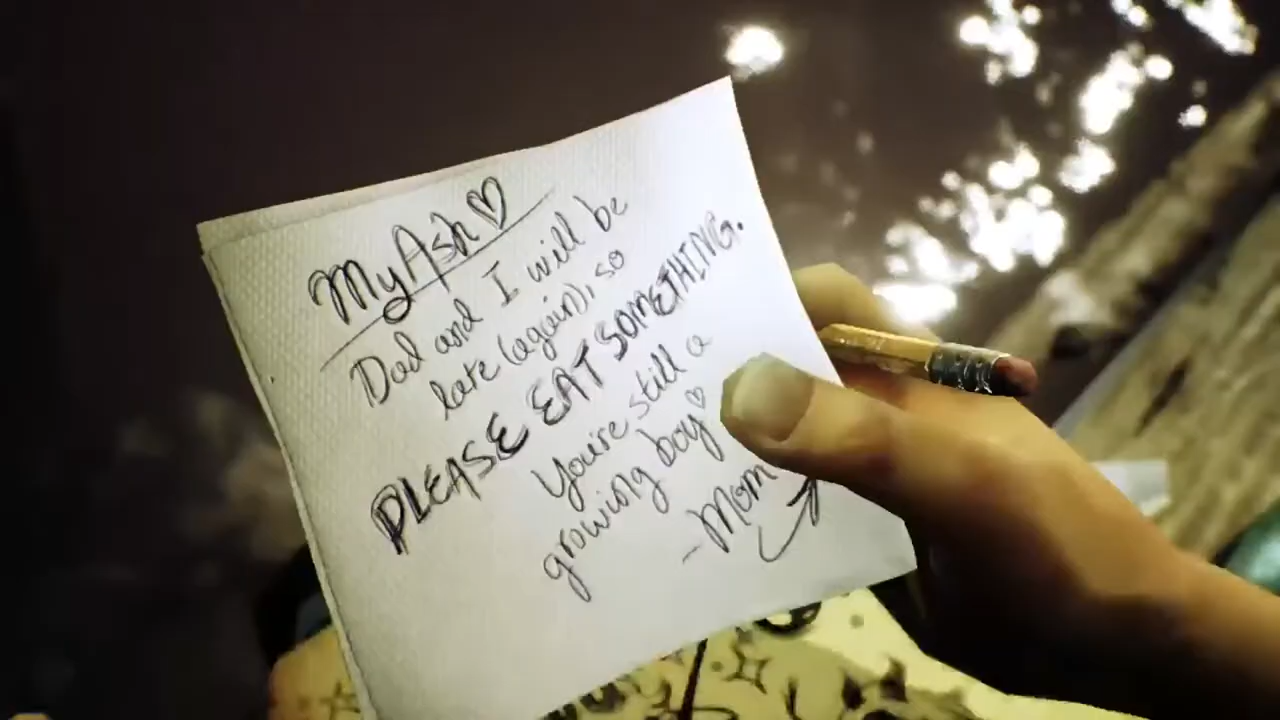 My Ash ♡
Dad and I will be
late (again), so
PLEASE EAT SOMETHING.
You're still a
growing boy ♡
- Mom